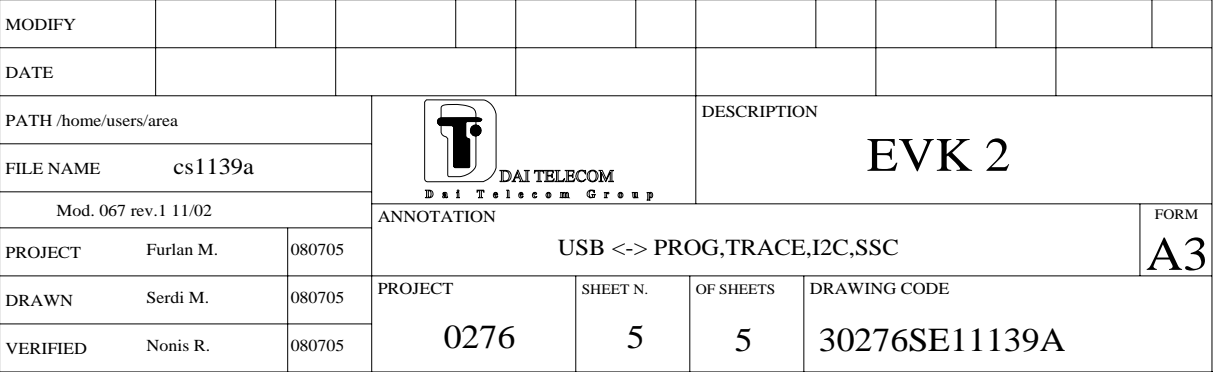 MODIFY
DATE
PATH /home/users/area
FILE NAME cs1139a
Mod. 067 rev.1 11/02
PROJECT Furlan M. 080705
DRAWN Serdi M. 080705
VERIFIED Nonis R. 080705
DAI TELECOM
Dai Telecom Group
DESCRIPTION
EVK 2
ANNOTATION
USB <-> PROG,TRACE,I2C,SSC
FORM
A3
PROJECT
0276
SHEET N.
5
OF SHEETS
5
DRAWING CODE
30276SE11139A